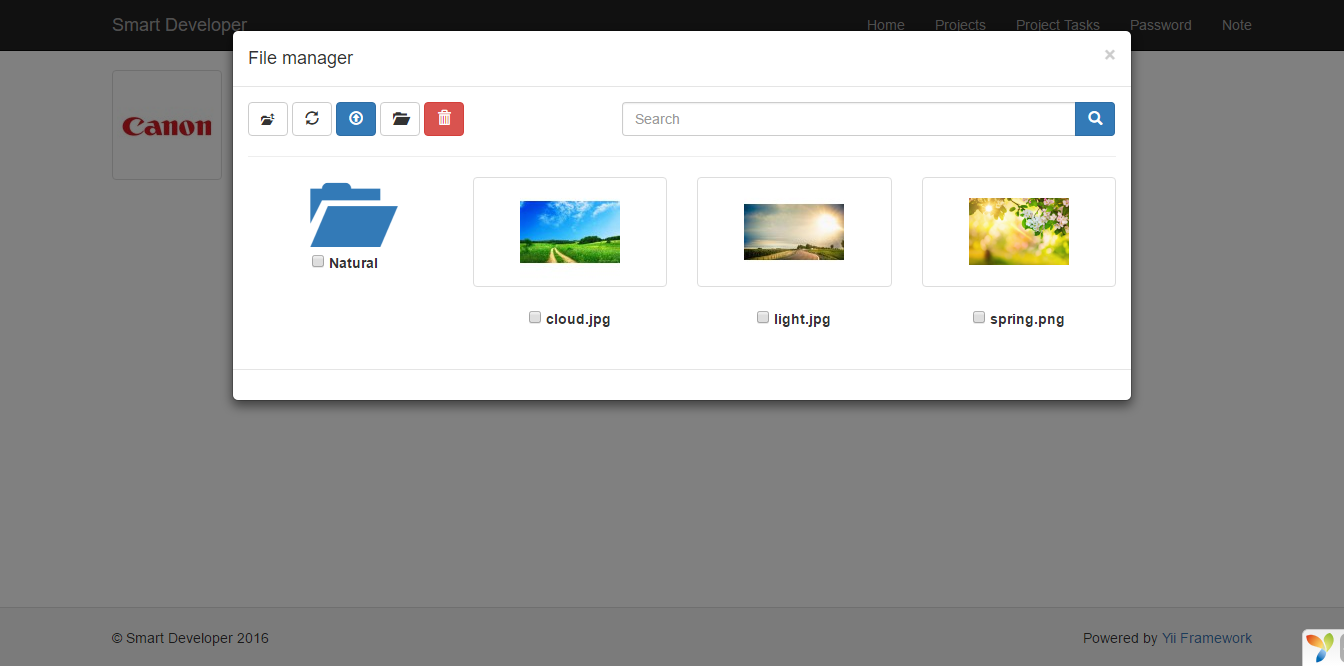 Smart Developer
Home Projects Project Tasks Password Note
File manager
×
Canon
Search
Natural
cloud.jpg
light.jpg
spring.png
© Smart Developer 2016
Powered by Yii Framework